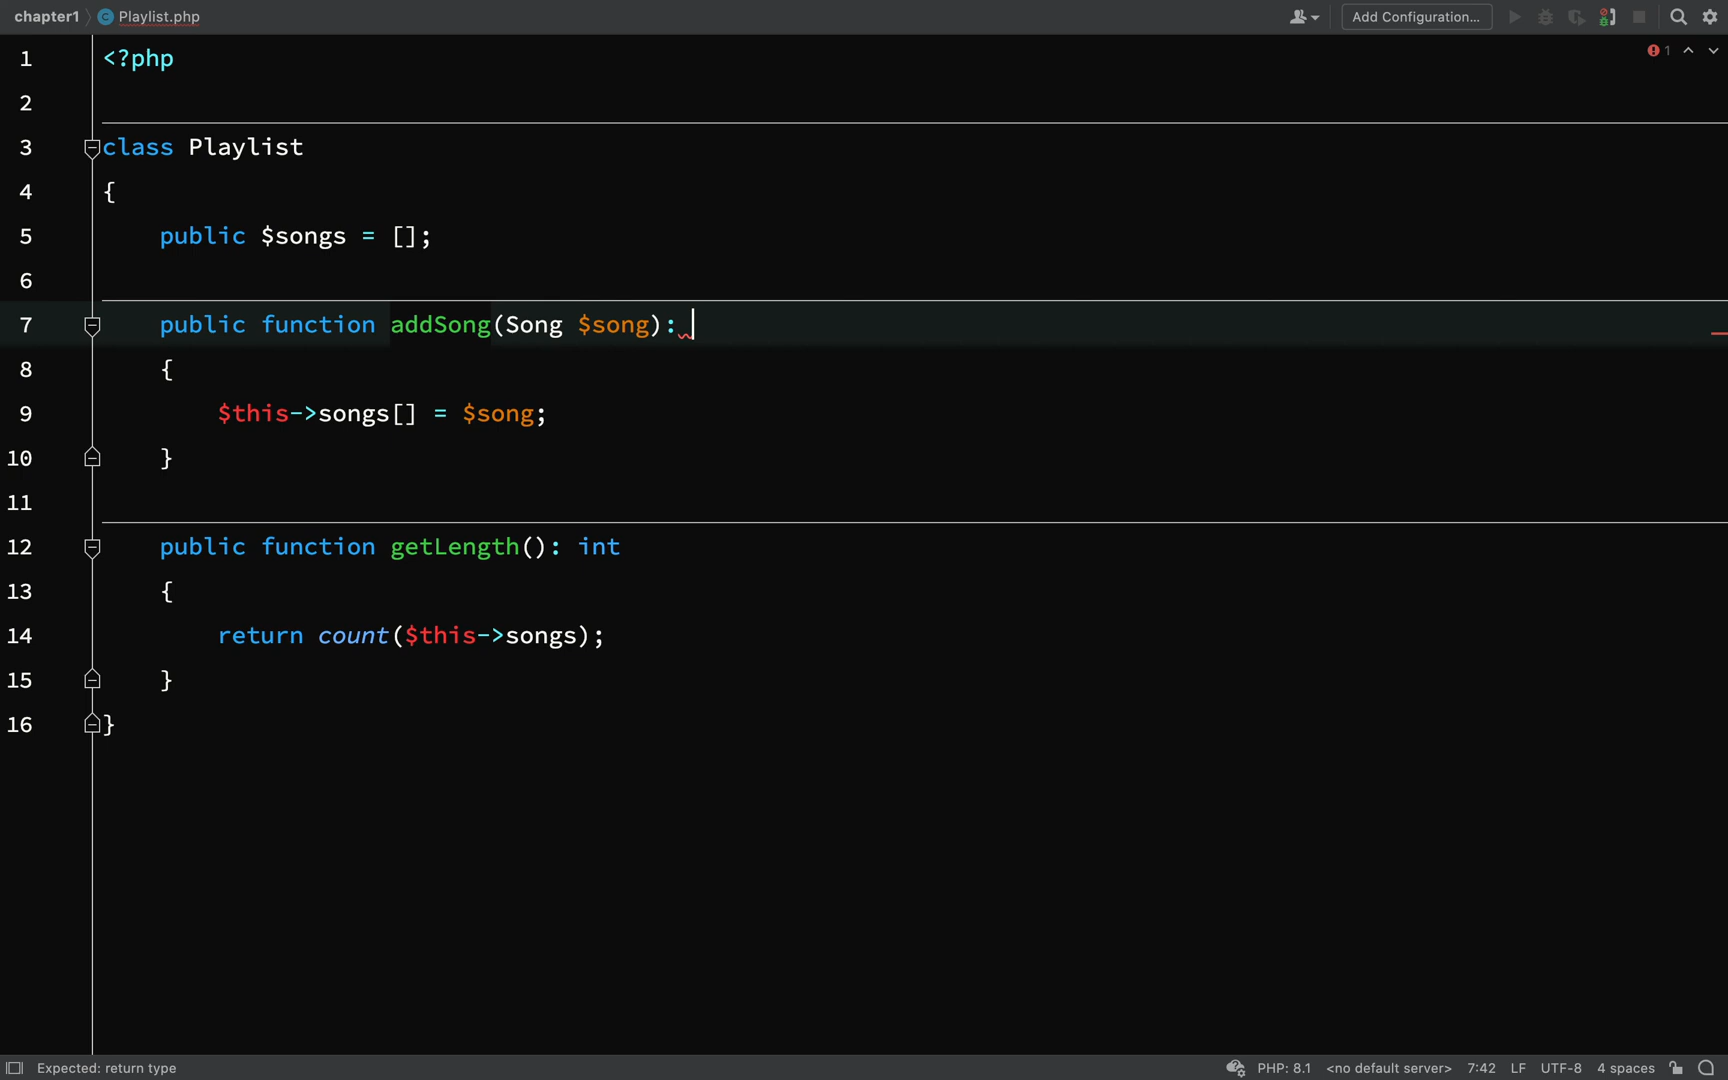 chapter1 Playlist.php Add Configuration...
1 <?php 1
2
3 class Playlist
4 {
5 public $songs = [];
6
7 public function addSong(Song $song):
8 {
9 $this->songs[] = $song;
10 }
11
12 public function getLength(): int
13 {
14 return count($this->songs);
15 }
16 }
Expected: return type PHP: 8.1 <no default server> 7:42 LF UTF-8 4 spaces